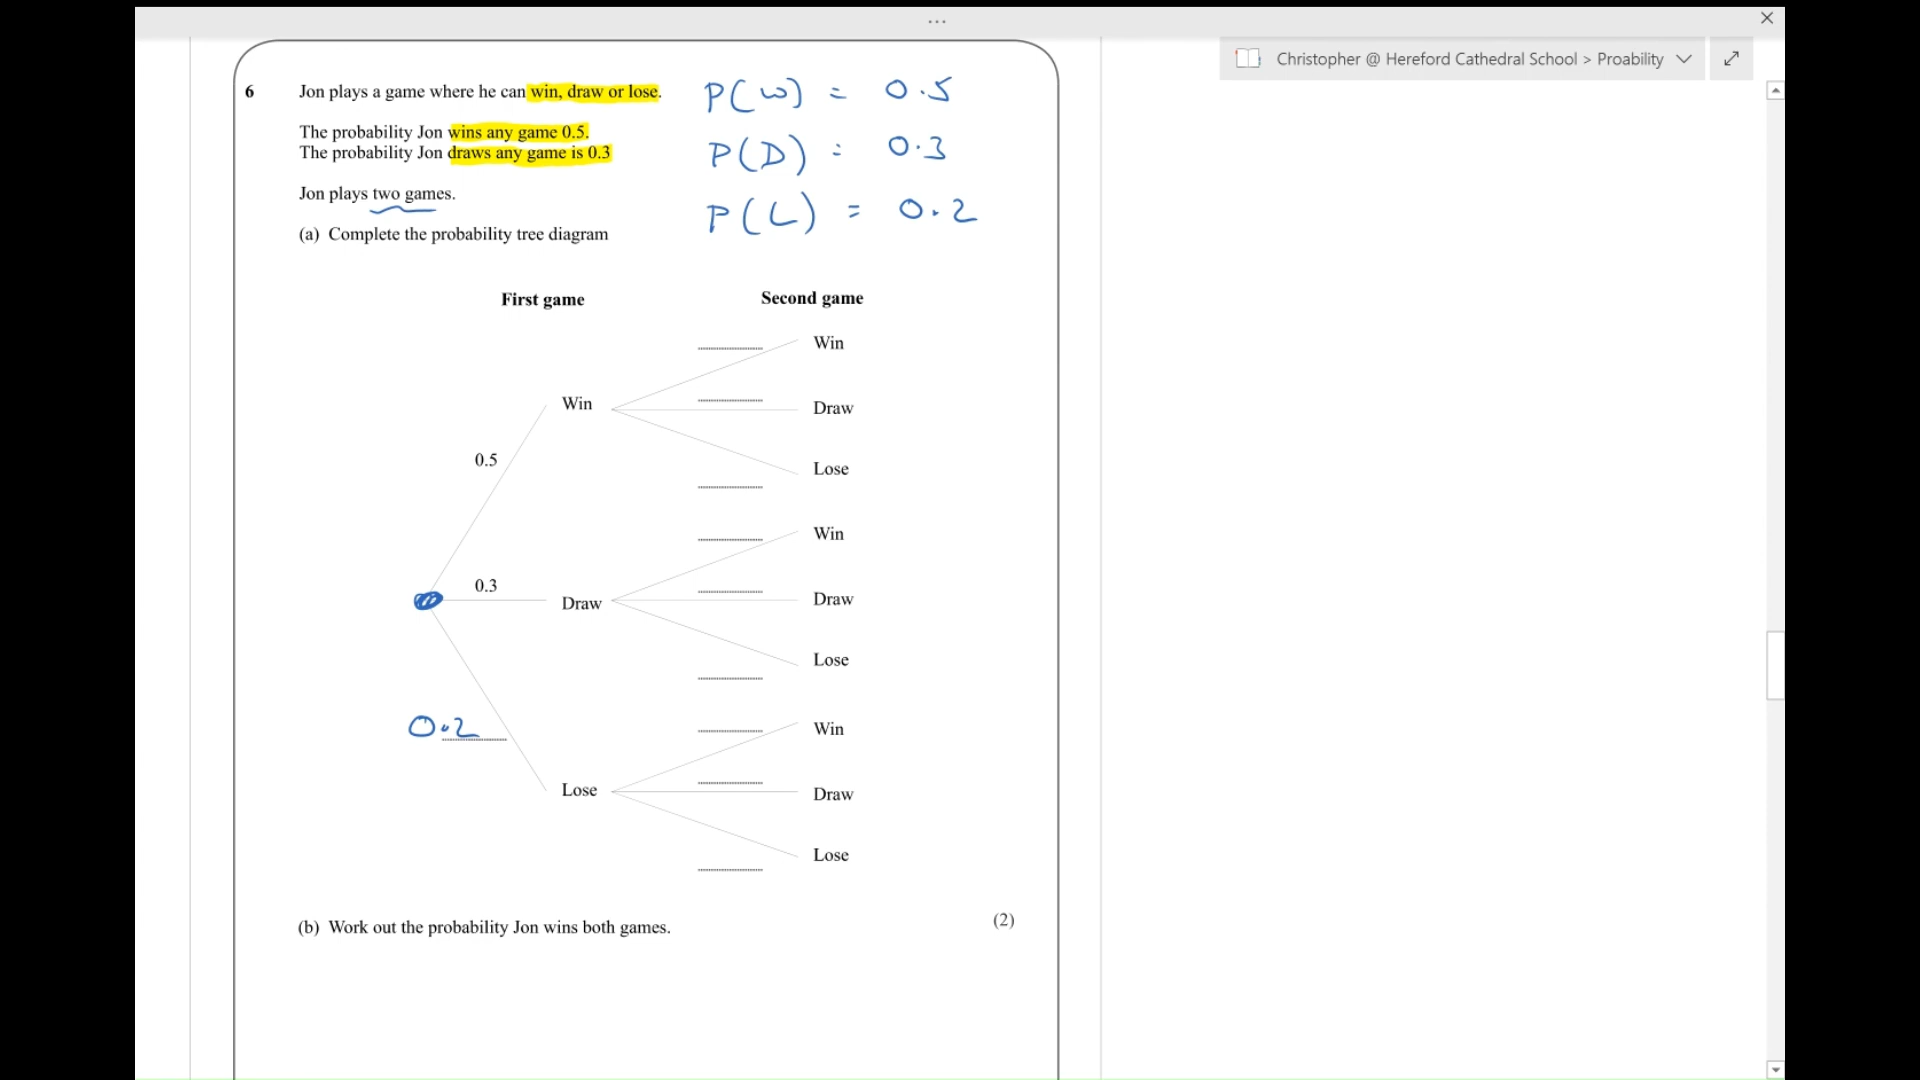 Christopher @ Hereford Cathedral School > Proability
6 Jon plays a game where he can win, draw or lose. P(W) = 0.5
The probability Jon wins any game 0.5.
The probability Jon draws any game is 0.3 P(D) = 0.3
Jon plays two games. P(L) = 0.2
(a) Complete the probability tree diagram
First game Second game
Win
Win Draw
0.5 Lose
Win
0.3
Draw Draw
Lose
0.2 Win
Lose Draw
Lose
(2)
(b) Work out the probability Jon wins both games.